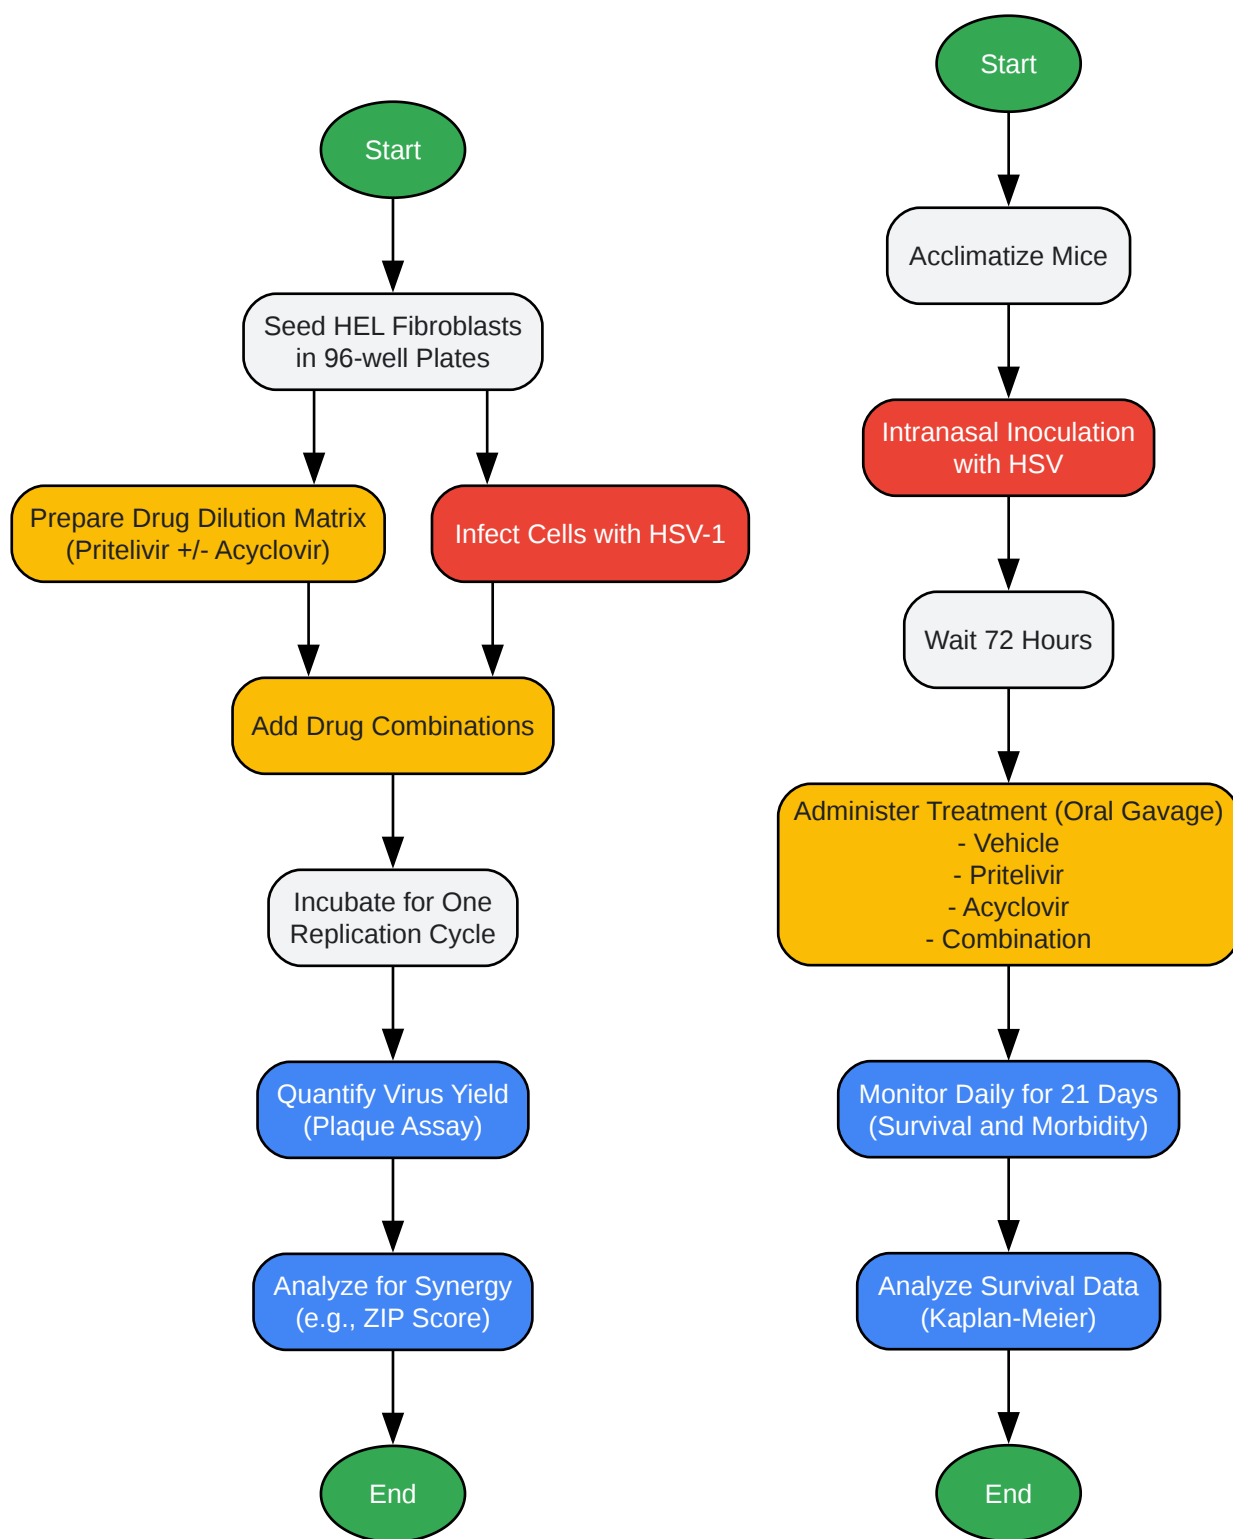 Start
Seed HEL Fibroblasts
in 96-well Plates
Prepare Drug Dilution Matrix
(Pritelivir +/- Acyclovir)
Infect Cells with HSV-1
Add Drug Combinations
Incubate for One
Replication Cycle
Quantify Virus Yield
(Plaque Assay)
Analyze for Synergy
(e.g., ZIP Score)
End
Start
Acclimatize Mice
Intranasal Inoculation
with HSV
Wait 72 Hours
Administer Treatment (Oral Gavage)
- Vehicle
- Pritelivir
- Acyclovir
- Combination
Monitor Daily for 21 Days
(Survival and Morbidity)
Analyze Survival Data
(Kaplan-Meier)
End